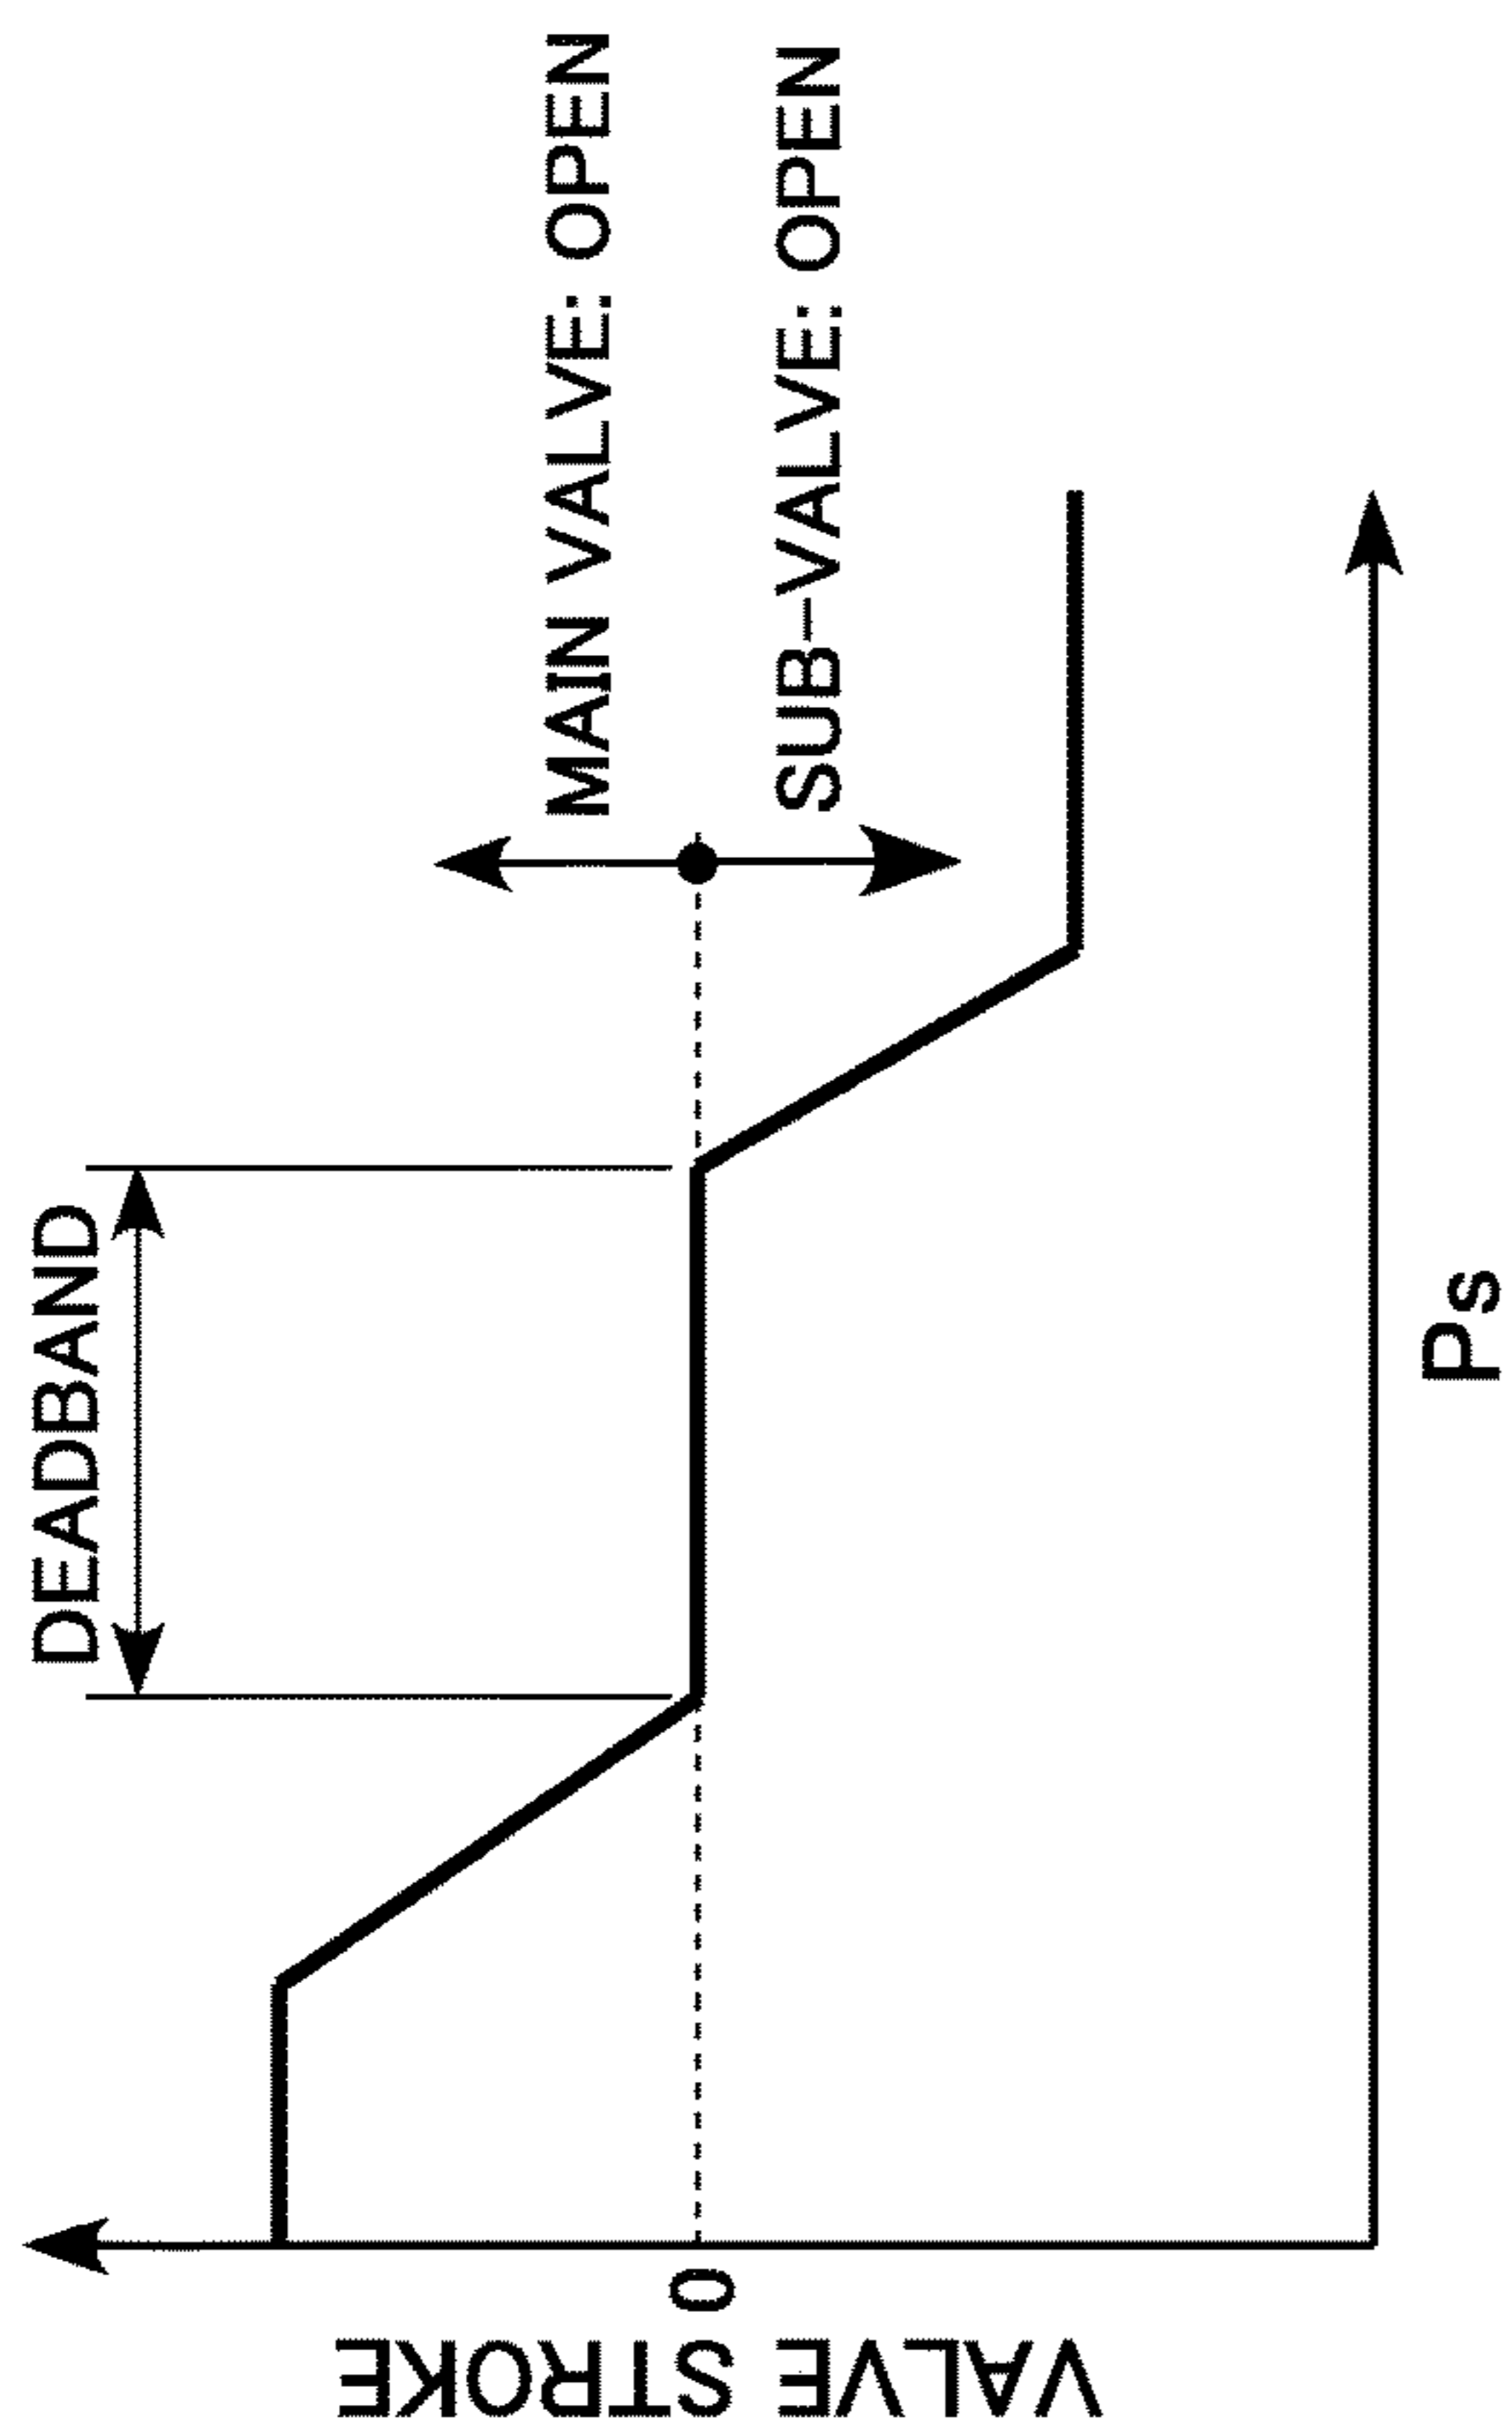 DEADBAND
MAIN VALVE: OPEN
SUB-VALVE: OPEN
VALVE STROKE
0
Ps